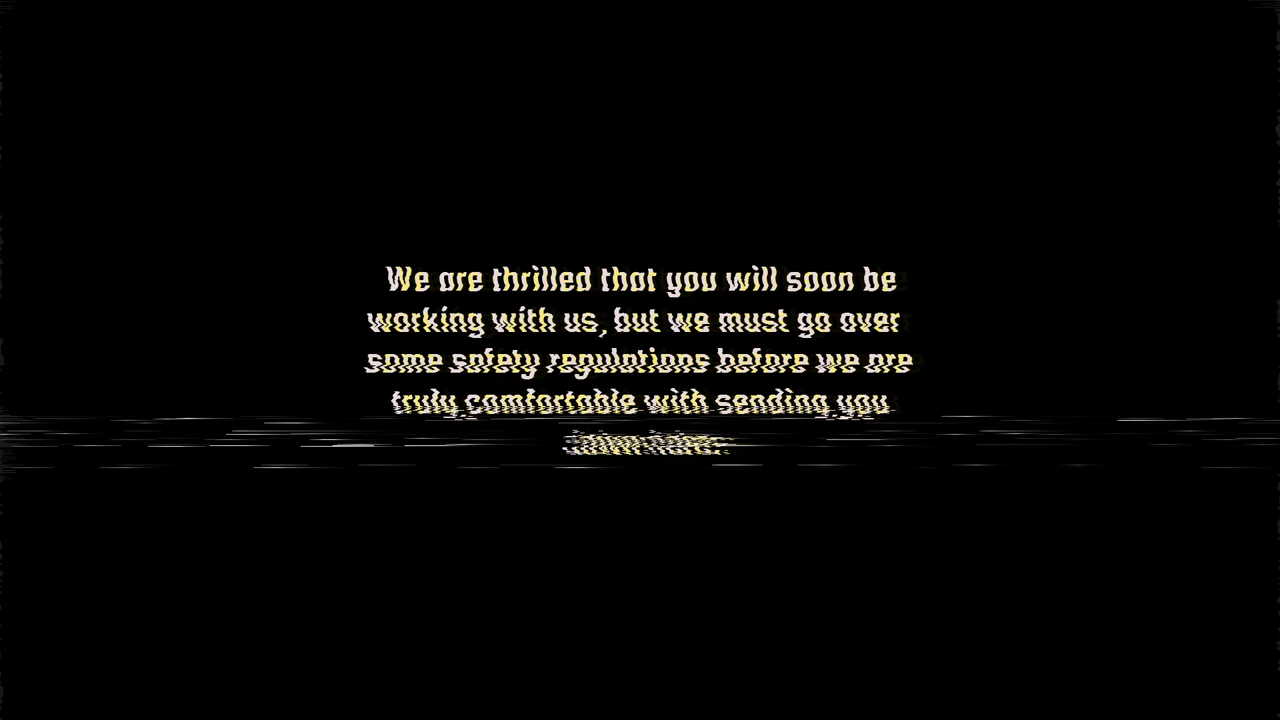 We are thrilled that you will soon be
working with us, but we must go over
some safety regulations before we are
truly comfortable with sending you